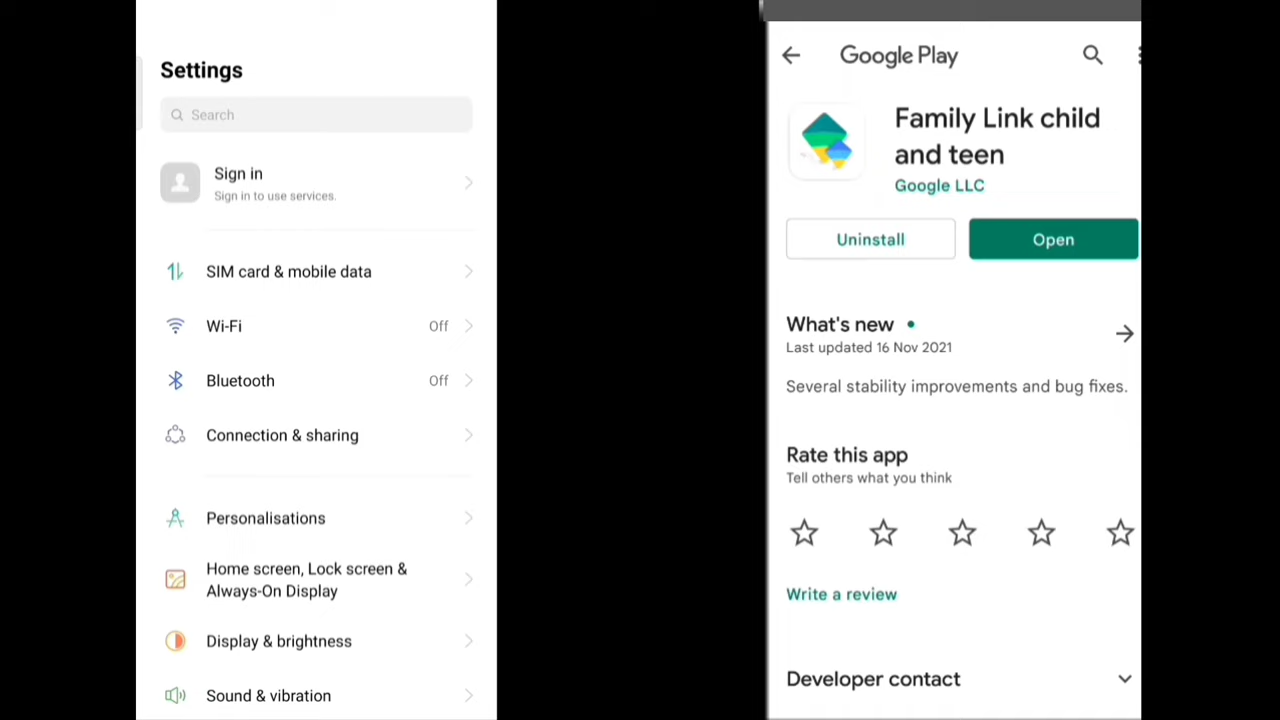 Settings
Search
Sign in
Sign in to use services.
SIM card & mobile data
Wi-Fi Off
Bluetooth Off
Connection & sharing
Personalisations
Home screen, Lock screen &
Always-On Display
Display & brightness
Sound & vibration
Google Play
Family Link child
and teen
Google LLC
Uninstall Open
What's new
Last updated 16 Nov 2021
Several stability improvements and bug fixes.
Rate this app
Tell others what you think
Write a review
Developer contact